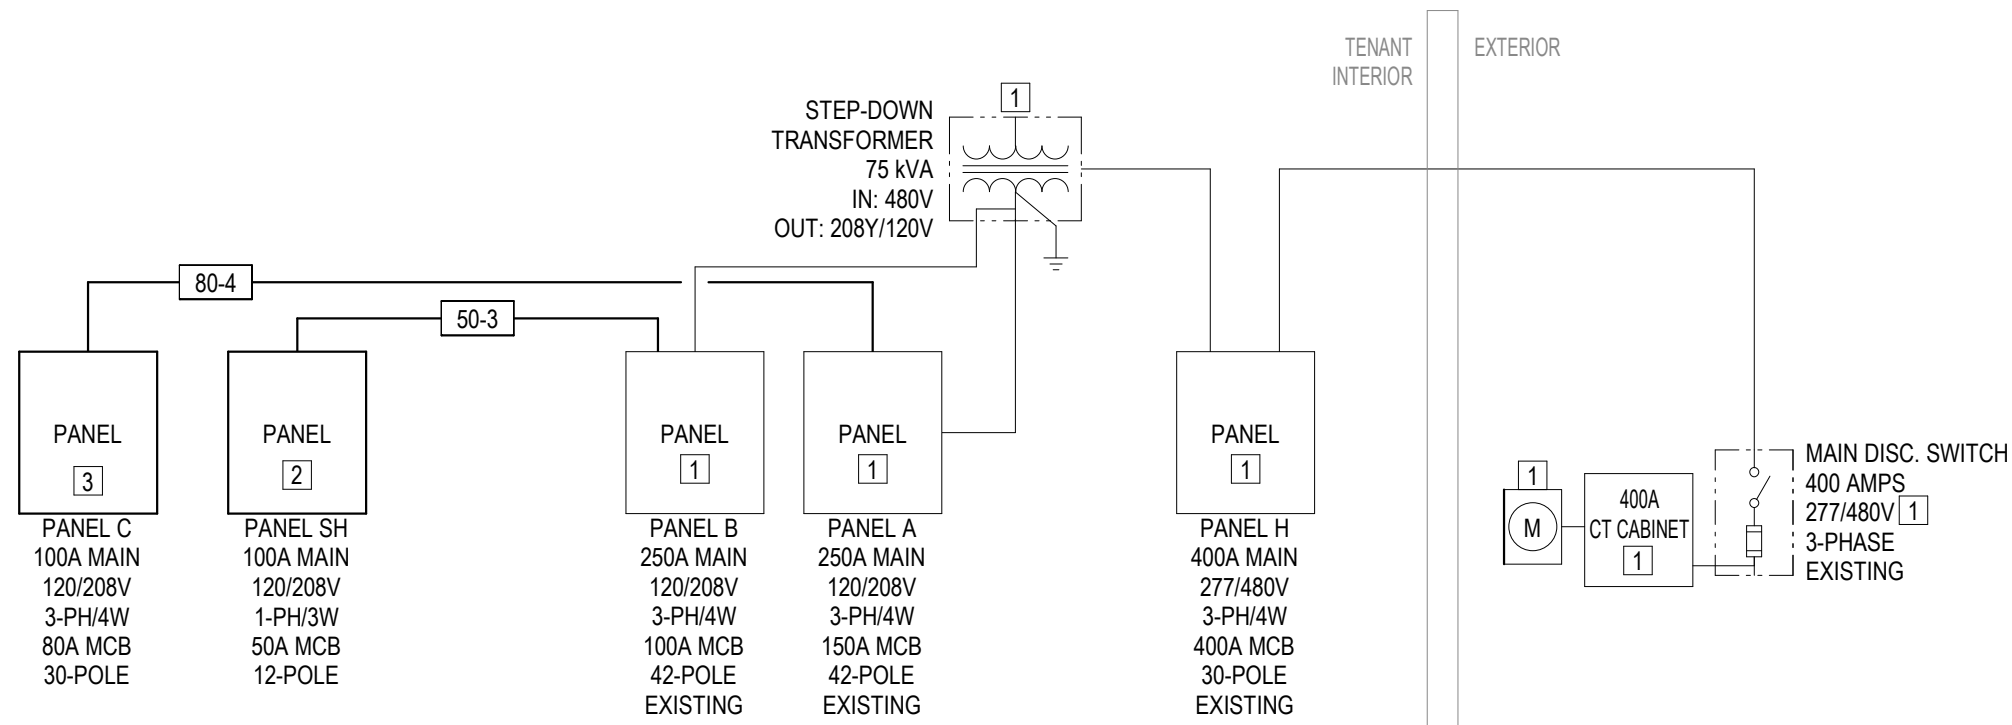 TENANT
INTERIOR
EXTERIOR
1
STEP-DOWN
TRANSFORMER
75 kVA
IN: 480V
OUT: 208Y/120V
80-4
50-3
PANEL
3
PANEL C
100A MAIN
120/208V
3-PH/4W
80A MCB
30-POLE
PANEL
2
PANEL SH
100A MAIN
120/208V
1-PH/3W
50A MCB
12-POLE
PANEL
1
PANEL B
250A MAIN
120/208V
3-PH/4W
100A MCB
42-POLE
EXISTING
PANEL
1
PANEL A
250A MAIN
120/208V
3-PH/4W
150A MCB
42-POLE
EXISTING
PANEL
1
PANEL H
400A MAIN
277/480V
3-PH/4W
400A MCB
30-POLE
EXISTING
1
M
400A
CT CABINET
1
MAIN DISC. SWITCH
400 AMPS
277/480V 1
3-PHASE
EXISTING